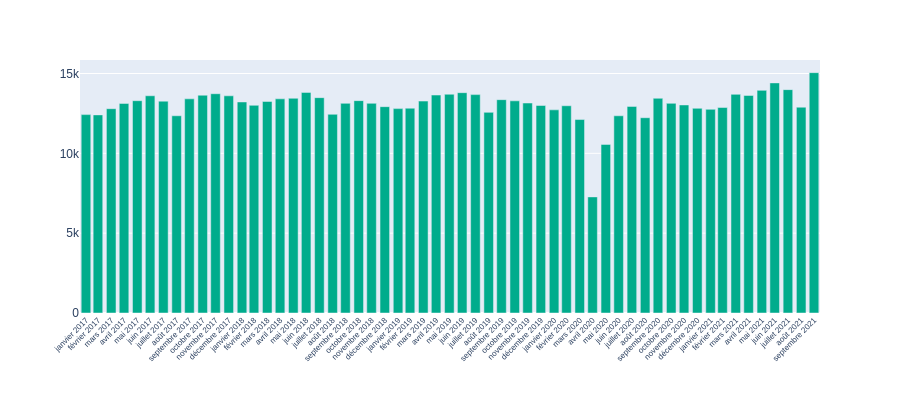 15k
10k
5k
0
janvier 2017
février 2017
mars 2017
avril 2017
mai 2017
juin 2017
juillet 2017
août 2017
septembre 2017
octobre 2017
novembre 2017
décembre 2017
janvier 2018
février 2018
mars 2018
avril 2018
mai 2018
juin 2018
juillet 2018
août 2018
septembre 2018
octobre 2018
novembre 2018
décembre 2018
janvier 2019
février 2019
mars 2019
avril 2019
mai 2019
juin 2019
juillet 2019
août 2019
septembre 2019
octobre 2019
novembre 2019
décembre 2019
janvier 2020
février 2020
mars 2020
avril 2020
mai 2020
juin 2020
juillet 2020
août 2020
septembre 2020
octobre 2020
novembre 2020
décembre 2020
janvier 2021
février 2021
mars 2021
avril 2021
mai 2021
juin 2021
juillet 2021
août 2021
septembre 2021